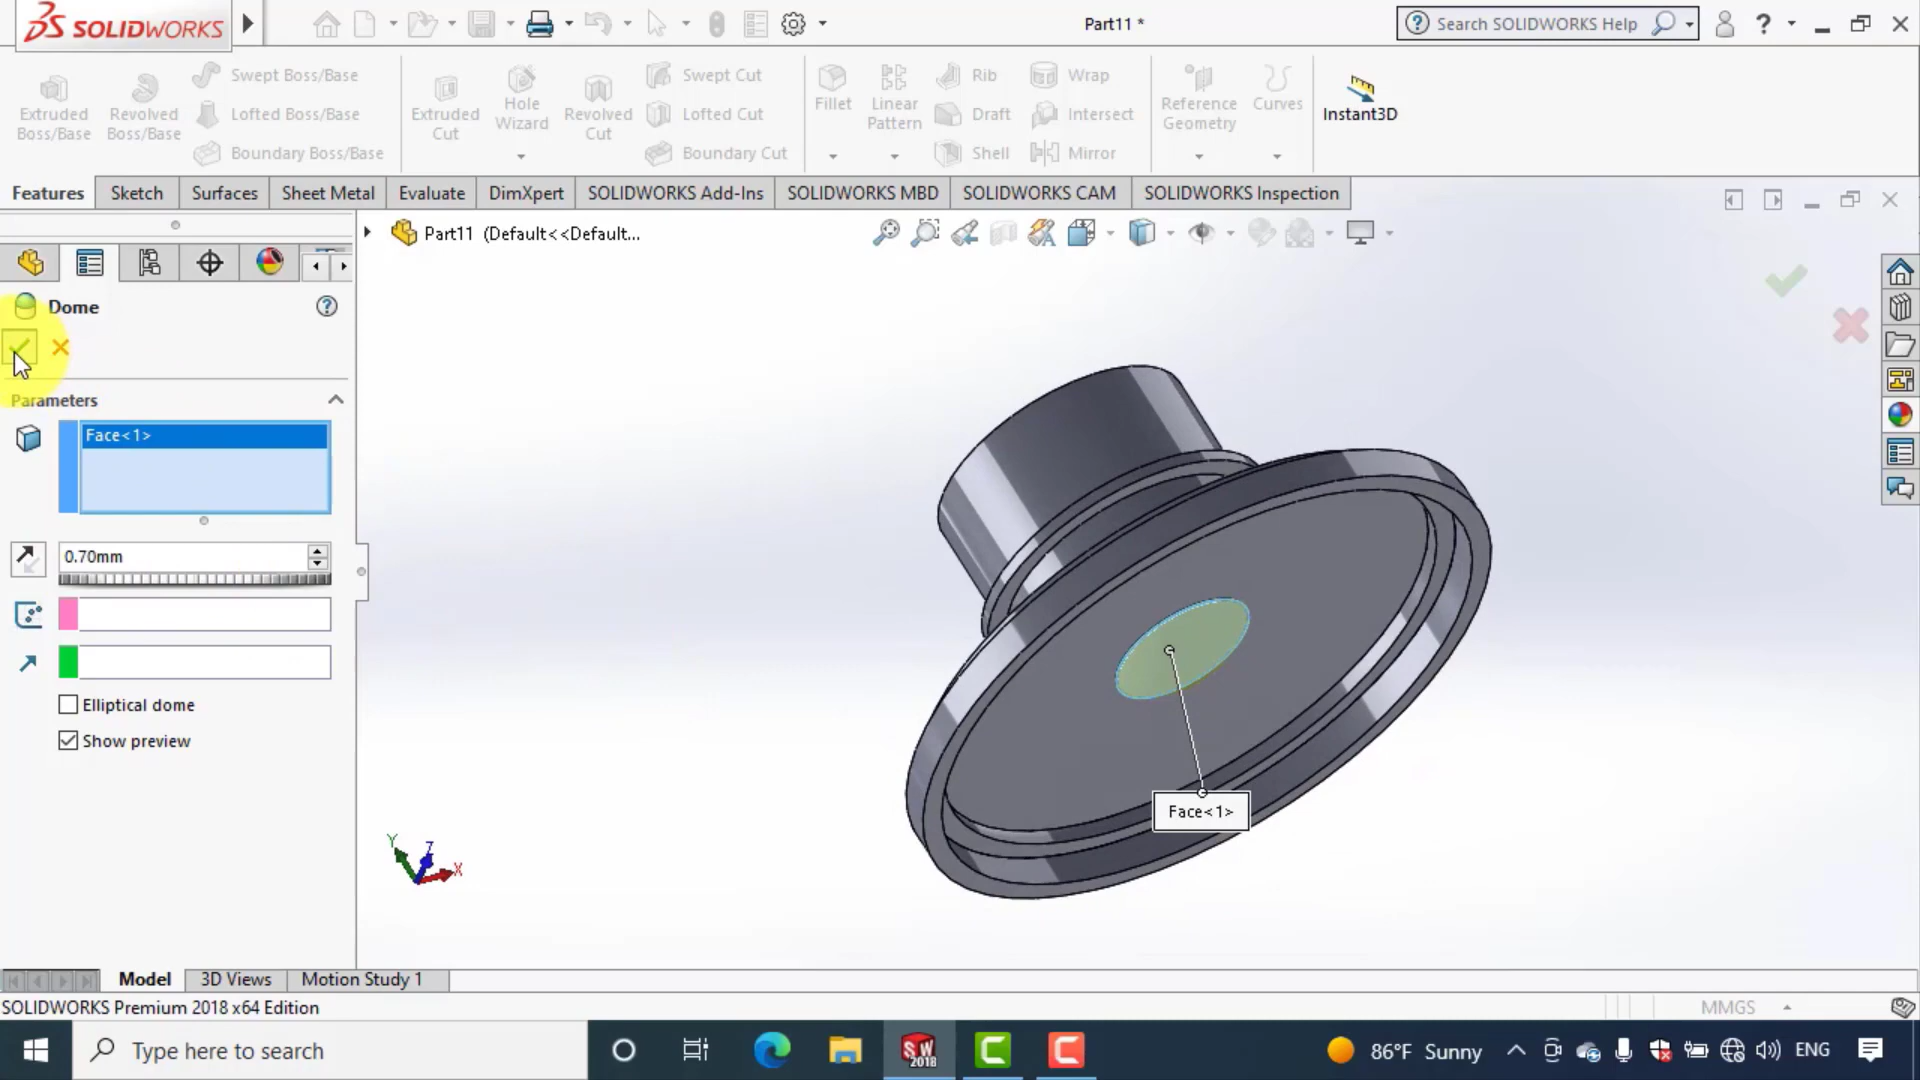 SOLIDWORKS
Part11 *
Search SOLIDWORKS Help
Extruded Boss/Base
Revolved Boss/Base
Swept Boss/Base
Lofted Boss/Base
Boundary Boss/Base
Extruded Cut
Hole Wizard
Revolved Cut
Swept Cut
Lofted Cut
Boundary Cut
Fillet
Linear Pattern
Rib
Draft
Shell
Wrap
Intersect
Mirror
Reference Geometry
Curves
Instant3D
Features Sketch Surfaces Sheet Metal Evaluate DimXpert SOLIDWORKS Add-Ins SOLIDWORKS MBD SOLIDWORKS CAM SOLIDWORKS Inspection
Part11 (Default<<Default...
Dome
Parameters
Face<1>
0.70mm
Elliptical dome
Show preview
Face<1>
Y
Z
X
Model 3D Views Motion Study 1
SOLIDWORKS Premium 2018 x64 Edition
MMGS
Type here to search
SW
2018
86°F Sunny
ENG